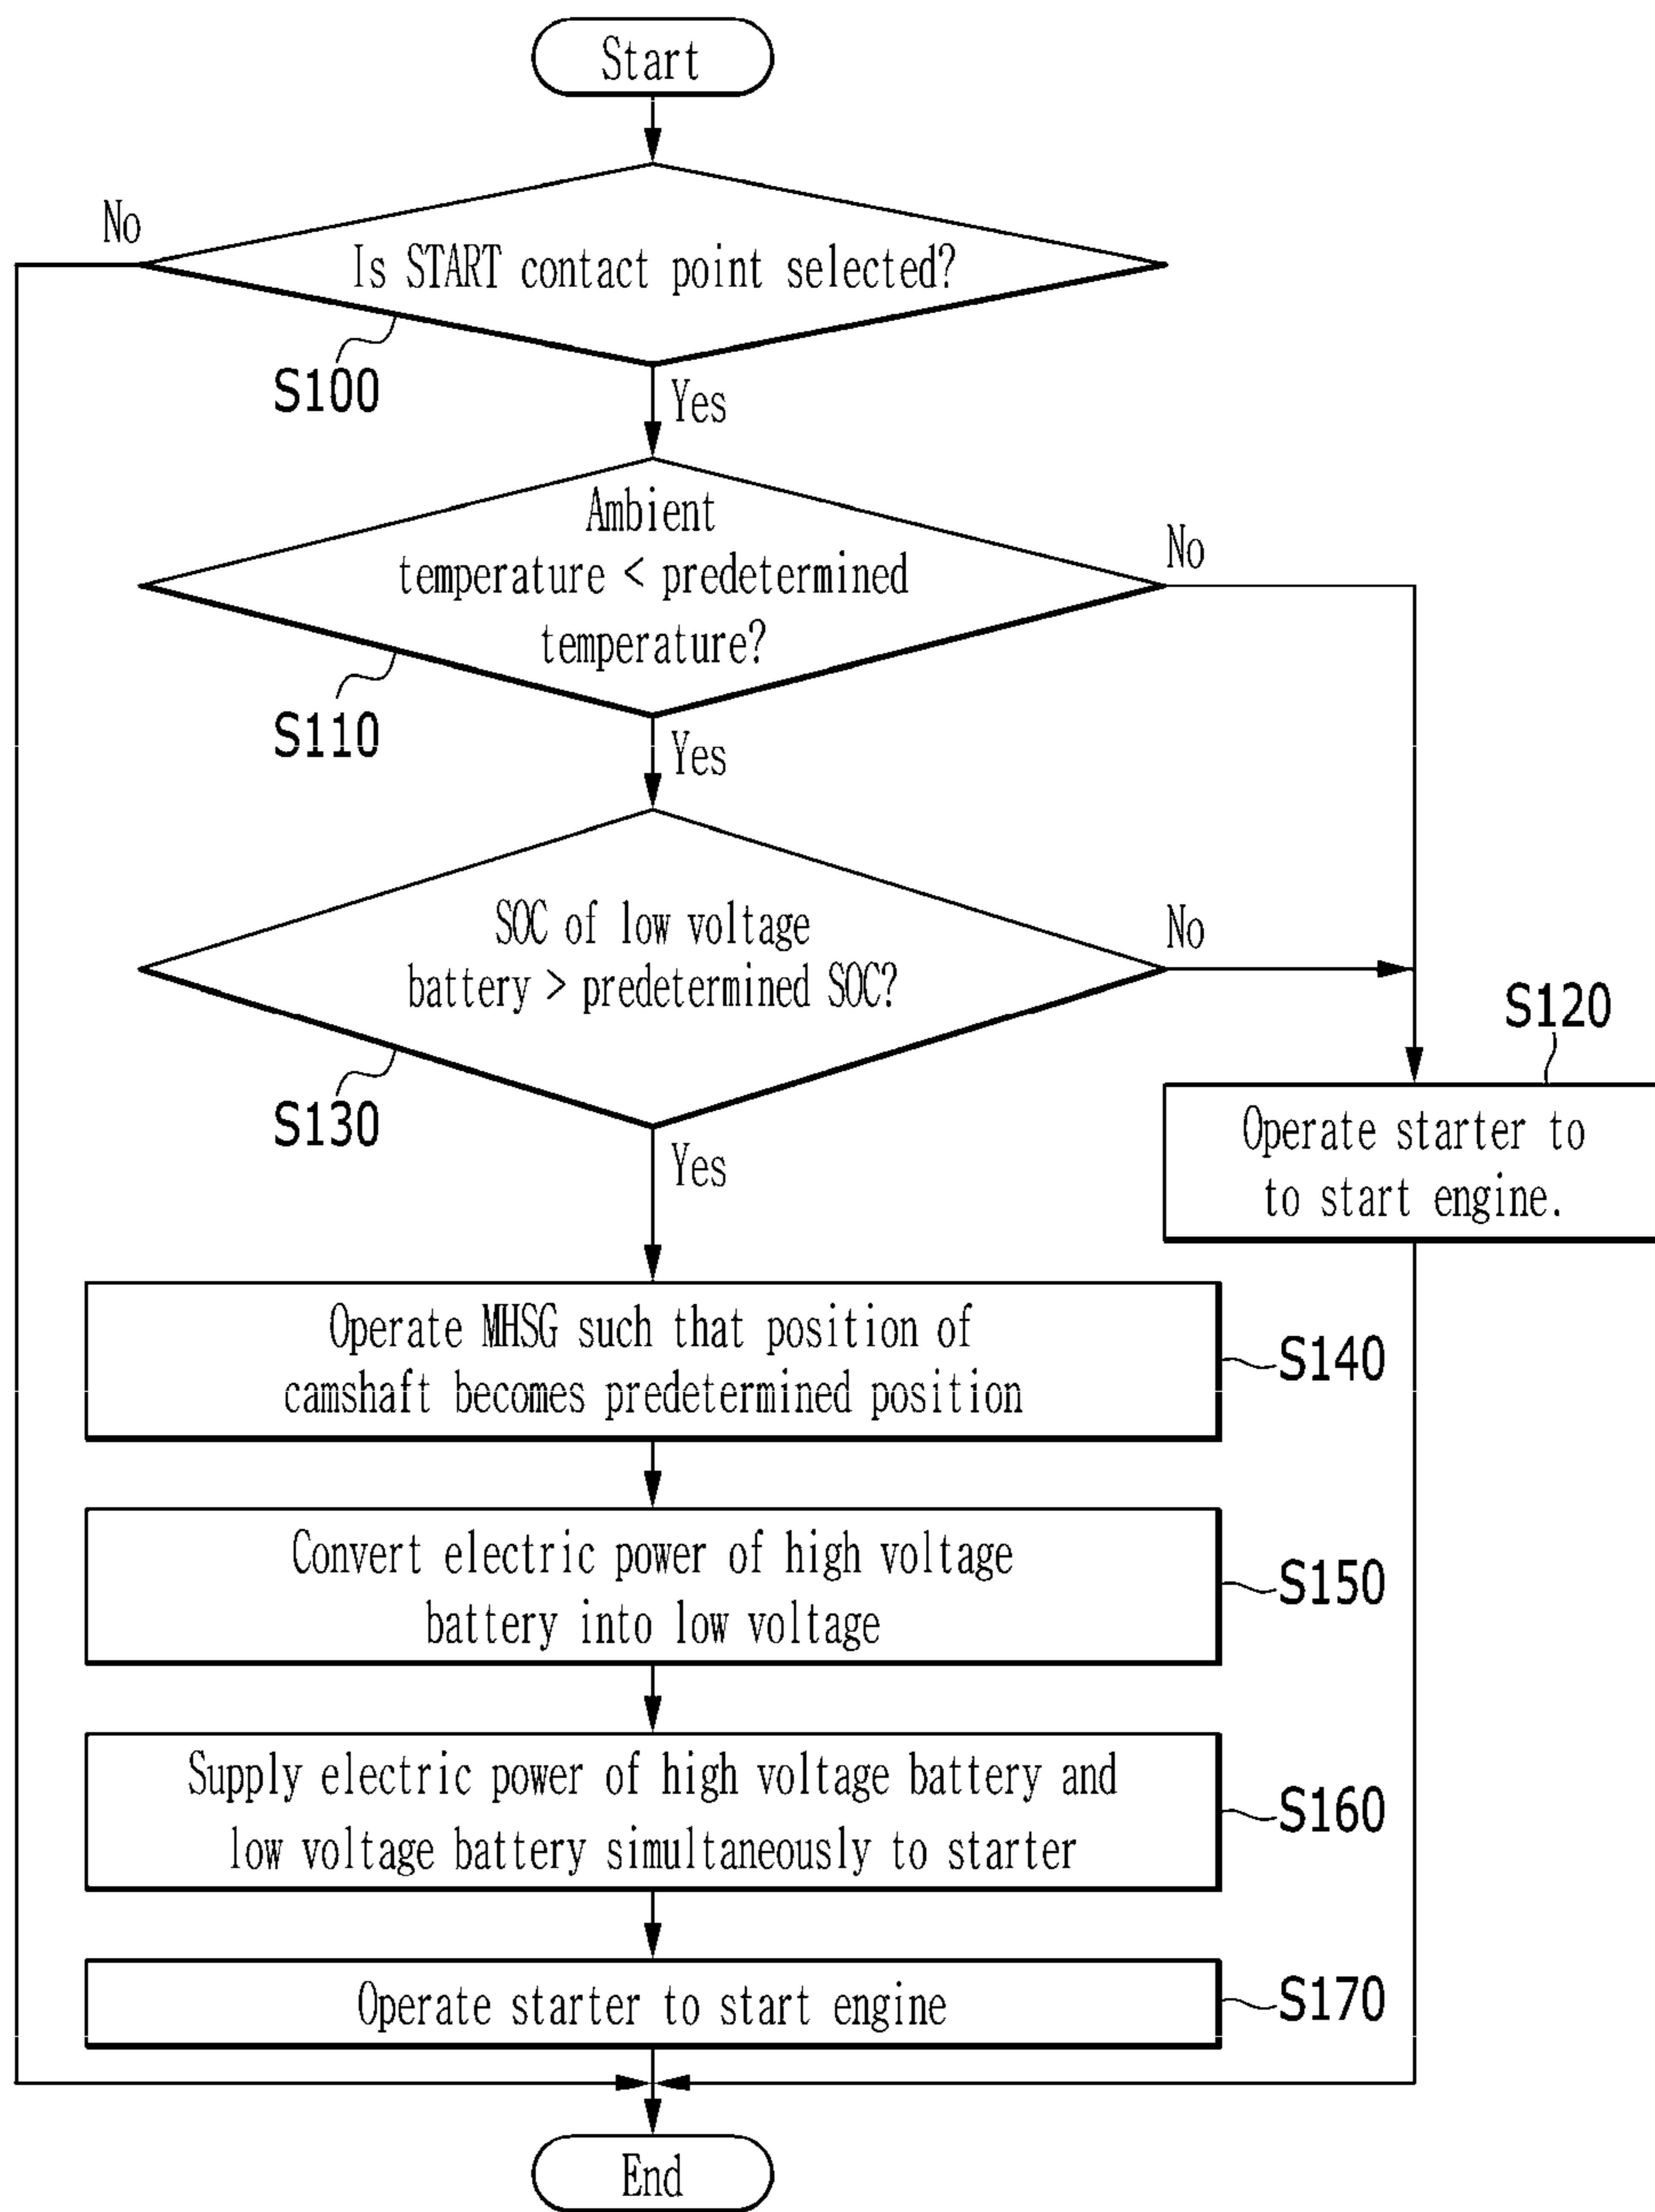 Start
No
Is START contact point selected?
S100
Yes
Ambient
temperature < predetermined
temperature?
No
S110
Yes
SOC of low voltage
battery > predetermined SOC?
No
S130
Yes
S120
Operate starter to
to start engine.
Operate MHSG such that position of
camshaft becomes predetermined position
S140
Convert electric power of high voltage
battery into low voltage
S150
Supply electric power of high voltage battery and
low voltage battery simultaneously to starter
S160
Operate starter to start engine
S170
End